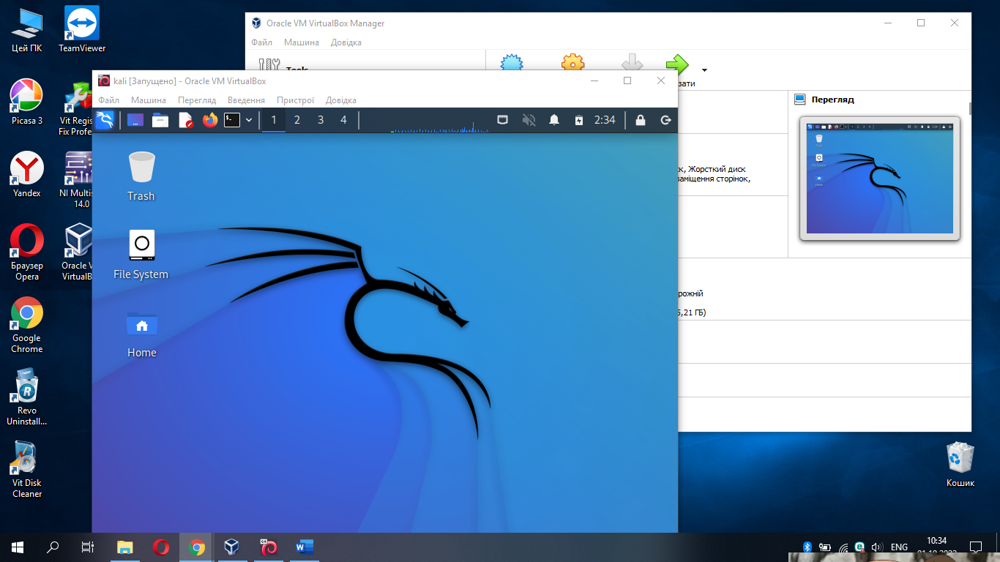 Цей ПК
TeamViewer
Picasa 3
Vit Regis
Fix Profe
Yandex
NI Multis
14.0
Браузер
Opera
Oracle V
VirtualB
Google
Chrome
Revo
Uninstall...
Vit Disk
Cleaner
Oracle VM VirtualBox Manager
Файл Машина Довідка
Tools
зати
Перегляд
ск, Жорсткий диск
заміщення сторінок,
рожній
5,21 ГБ)
kali [Запущено] - Oracle VM VirtualBox
Файл Машина Перегляд Введення Пристрої Довідка
1 2 3 4 2:34
Trash
File System
Home
Кошик
ENG
10:34